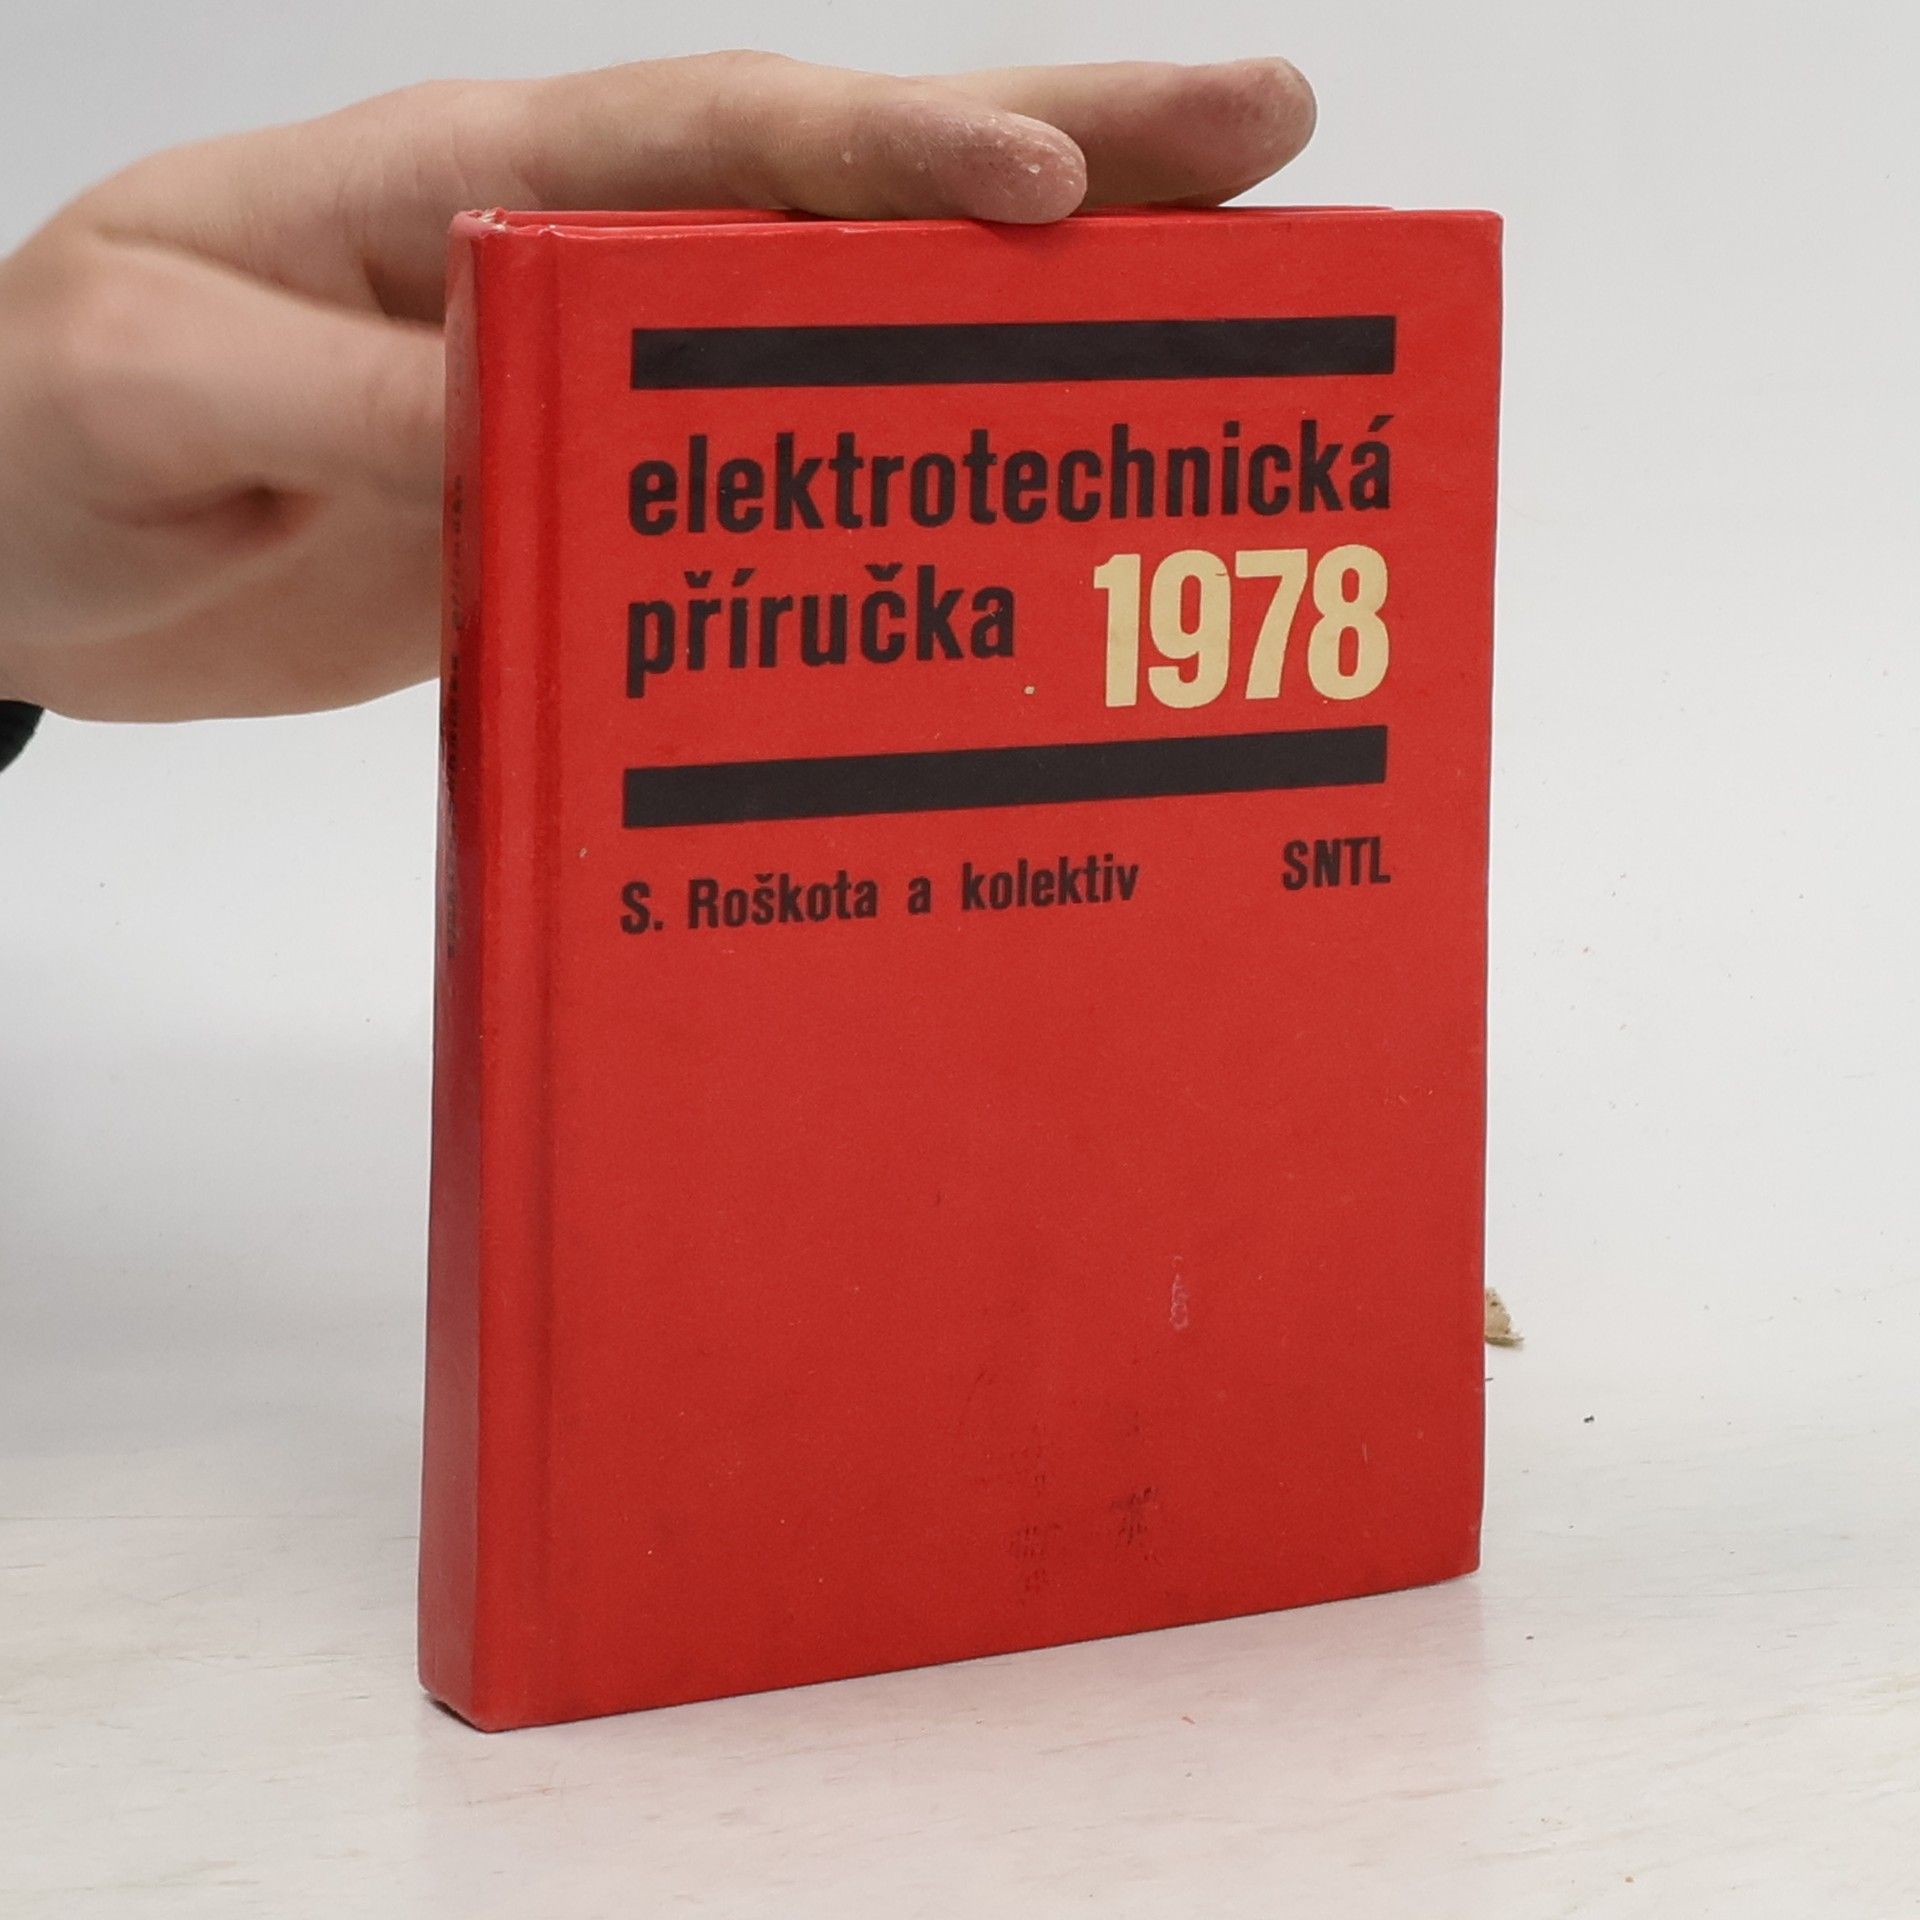 elektrotechnická
příručka 1978
S. Roškota a kolektiv SNTL